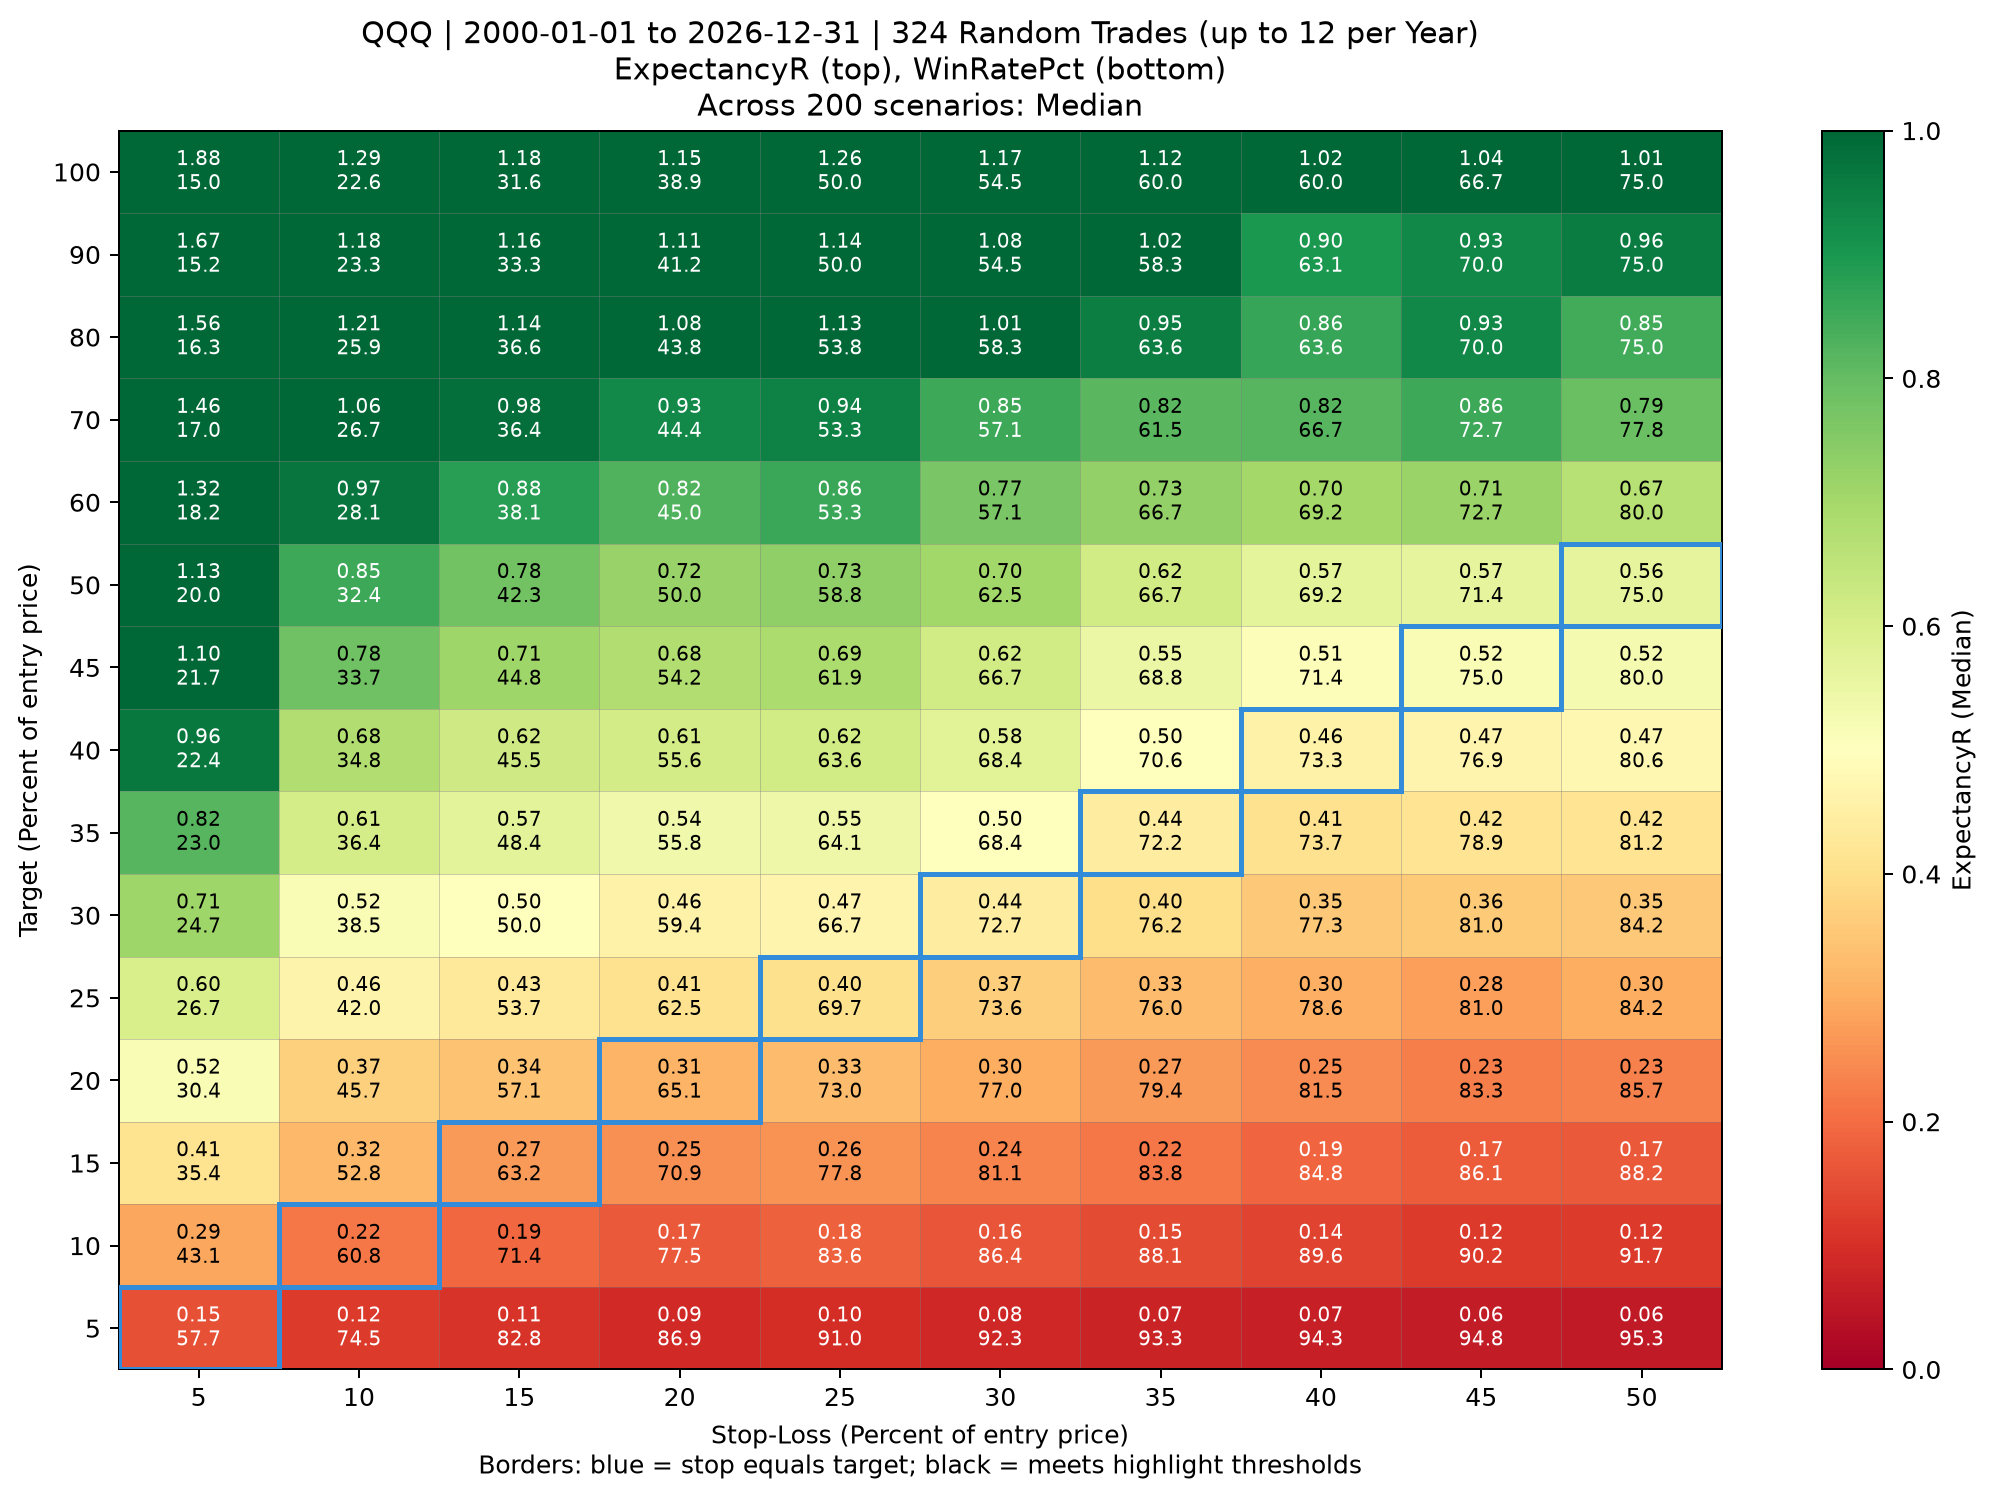 QQQ | 2000-01-01 to 2026-12-31 | 324 Random Trades (up to 12 per Year)
ExpectancyR (top), WinRatePct (bottom)
Across 200 scenarios: Median
Target (Percent of entry price)
100 1.88 1.29 1.18 1.15 1.26 1.17 1.12 1.02 1.04 1.01
15.0 22.6 31.6 38.9 50.0 54.5 60.0 60.0 66.7 75.0
90 1.67 1.18 1.16 1.11 1.14 1.08 1.02 0.90 0.93 0.96
15.2 23.3 33.3 41.2 50.0 54.5 58.3 63.1 70.0 75.0
80 1.56 1.21 1.14 1.08 1.13 1.01 0.95 0.86 0.93 0.85
16.3 25.9 36.6 43.8 53.8 58.3 63.6 63.6 70.0 75.0
70 1.46 1.06 0.98 0.93 0.94 0.85 0.82 0.82 0.86 0.79
17.0 26.7 36.4 44.4 53.3 57.1 61.5 66.7 72.7 77.8
60 1.32 0.97 0.88 0.82 0.86 0.77 0.73 0.70 0.71 0.67
18.2 28.1 38.1 45.0 53.3 57.1 66.7 69.2 72.7 80.0
50 1.13 0.85 0.78 0.72 0.73 0.70 0.62 0.57 0.57 0.56
20.0 32.4 42.3 50.0 58.8 62.5 66.7 69.2 71.4 75.0
45 1.10 0.78 0.71 0.68 0.69 0.62 0.55 0.51 0.52 0.52
21.7 33.7 44.8 54.2 61.9 66.7 68.8 71.4 75.0 80.0
40 0.96 0.68 0.62 0.61 0.62 0.58 0.50 0.46 0.47 0.47
22.4 34.8 45.5 55.6 63.6 68.4 70.6 73.3 76.9 80.6
35 0.82 0.61 0.57 0.54 0.55 0.50 0.44 0.41 0.42 0.42
23.0 36.4 48.4 55.8 64.1 68.4 72.2 73.7 78.9 81.2
30 0.71 0.52 0.50 0.46 0.47 0.44 0.40 0.35 0.36 0.35
24.7 38.5 50.0 59.4 66.7 72.7 76.2 77.3 81.0 84.2
25 0.60 0.46 0.43 0.41 0.40 0.37 0.33 0.30 0.28 0.30
26.7 42.0 53.7 62.5 69.7 73.6 76.0 78.6 81.0 84.2
20 0.52 0.37 0.34 0.31 0.33 0.30 0.27 0.25 0.23 0.23
30.4 45.7 57.1 65.1 73.0 77.0 79.4 81.5 83.3 85.7
15 0.41 0.32 0.27 0.25 0.26 0.24 0.22 0.19 0.17 0.17
35.4 52.8 63.2 70.9 77.8 81.1 83.8 84.8 86.1 88.2
10 0.29 0.22 0.19 0.17 0.18 0.16 0.15 0.14 0.12 0.12
43.1 60.8 71.4 77.5 83.6 86.4 88.1 89.6 90.2 91.7
5 0.15 0.12 0.11 0.09 0.10 0.08 0.07 0.07 0.06 0.06
57.7 74.5 82.8 86.9 91.0 92.3 93.3 94.3 94.8 95.3
5 10 15 20 25 30 35 40 45 50
Stop-Loss (Percent of entry price)
Borders: blue = stop equals target; black = meets highlight thresholds
1.0
0.8
0.6
0.4
0.2
0.0
ExpectancyR (Median)